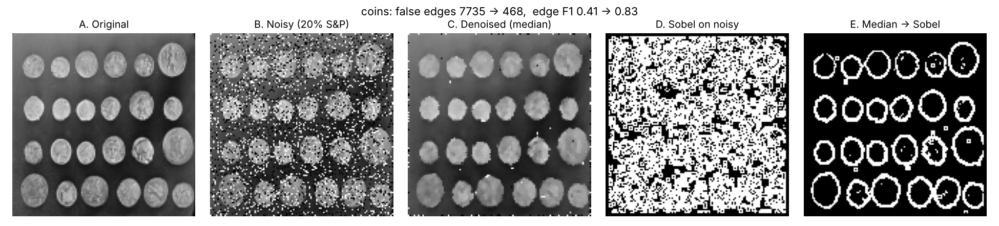 coins: false edges 7735 → 468, edge F1 0.41 → 0.83
A. Original
B. Noisy (20% S&P)
C. Denoised (median)
D. Sobel on noisy
E. Median → Sobel